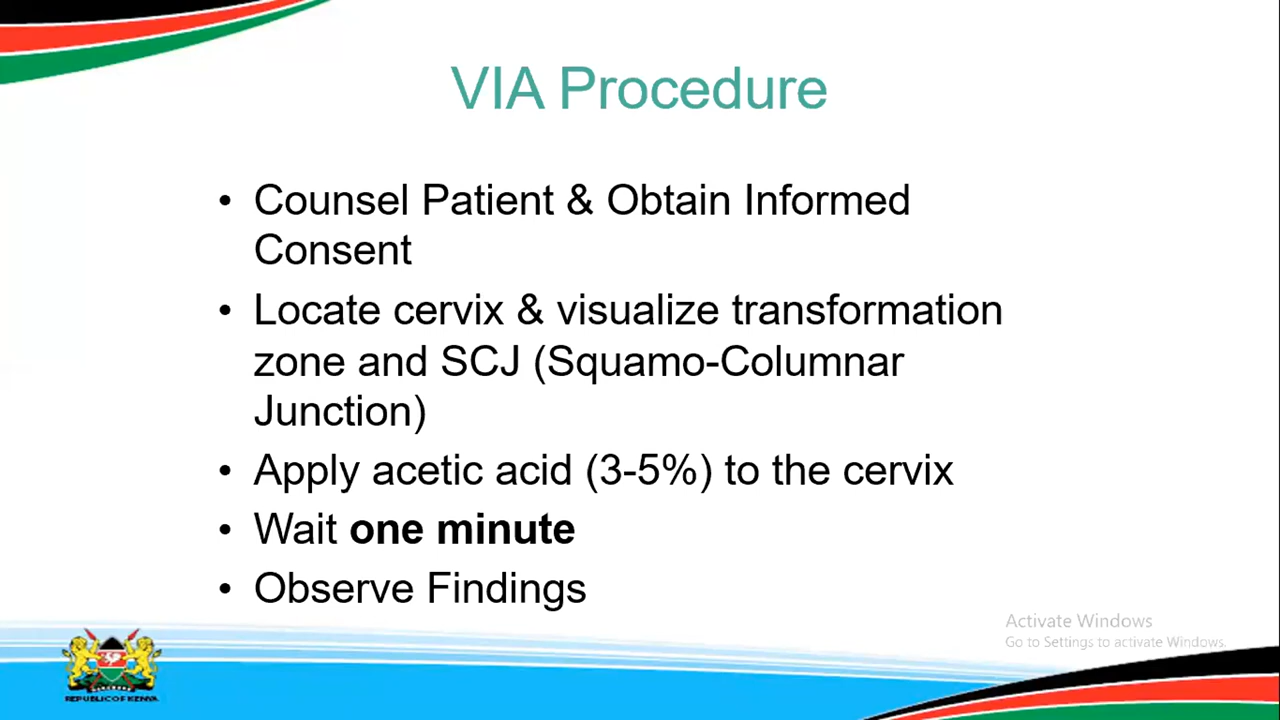 VIA Procedure
• Counsel Patient & Obtain Informed
Consent
• Locate cervix & visualize transformation
zone and SCJ (Squamo-Columnar
Junction)
• Apply acetic acid (3-5%) to the cervix
• Wait one minute
• Observe Findings
Activate Windows
Go to Settings to activate Windows.
REPUBLIC OF KENYA